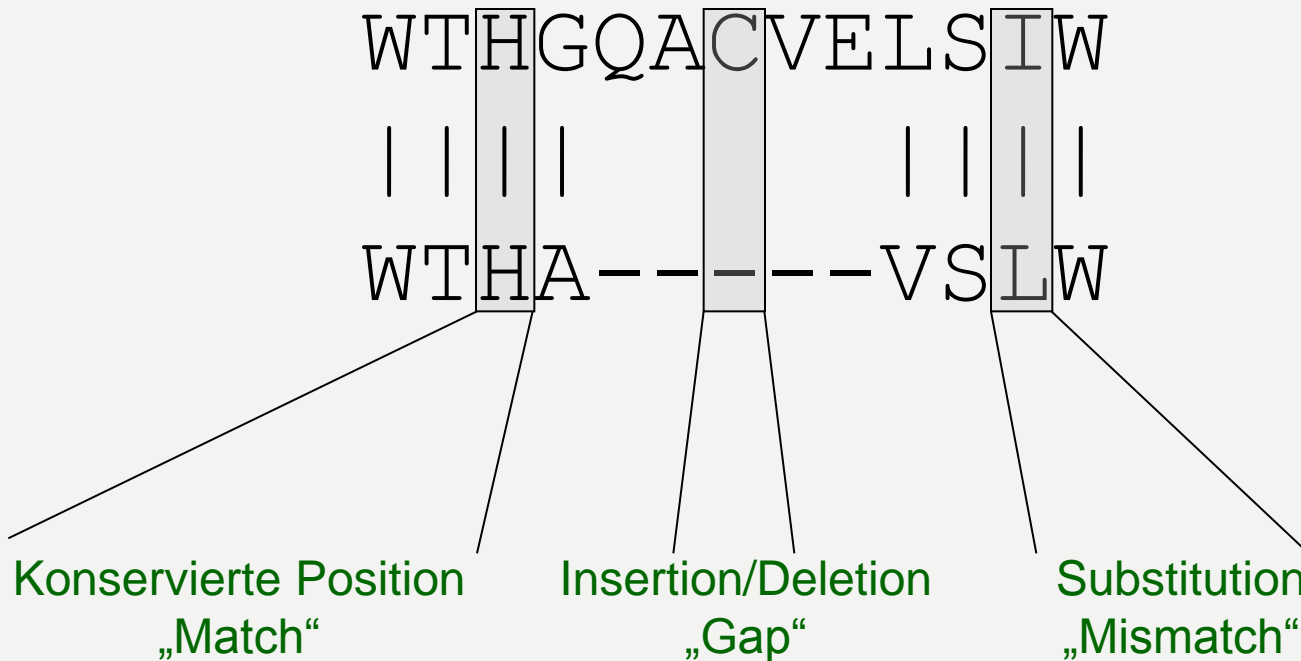 WTHGQACVELSIW
|||| ||||
WTHA-----VSLW
Konservierte Position
„Match“
Insertion/Deletion
„Gap“
Substitution
„Mismatch“